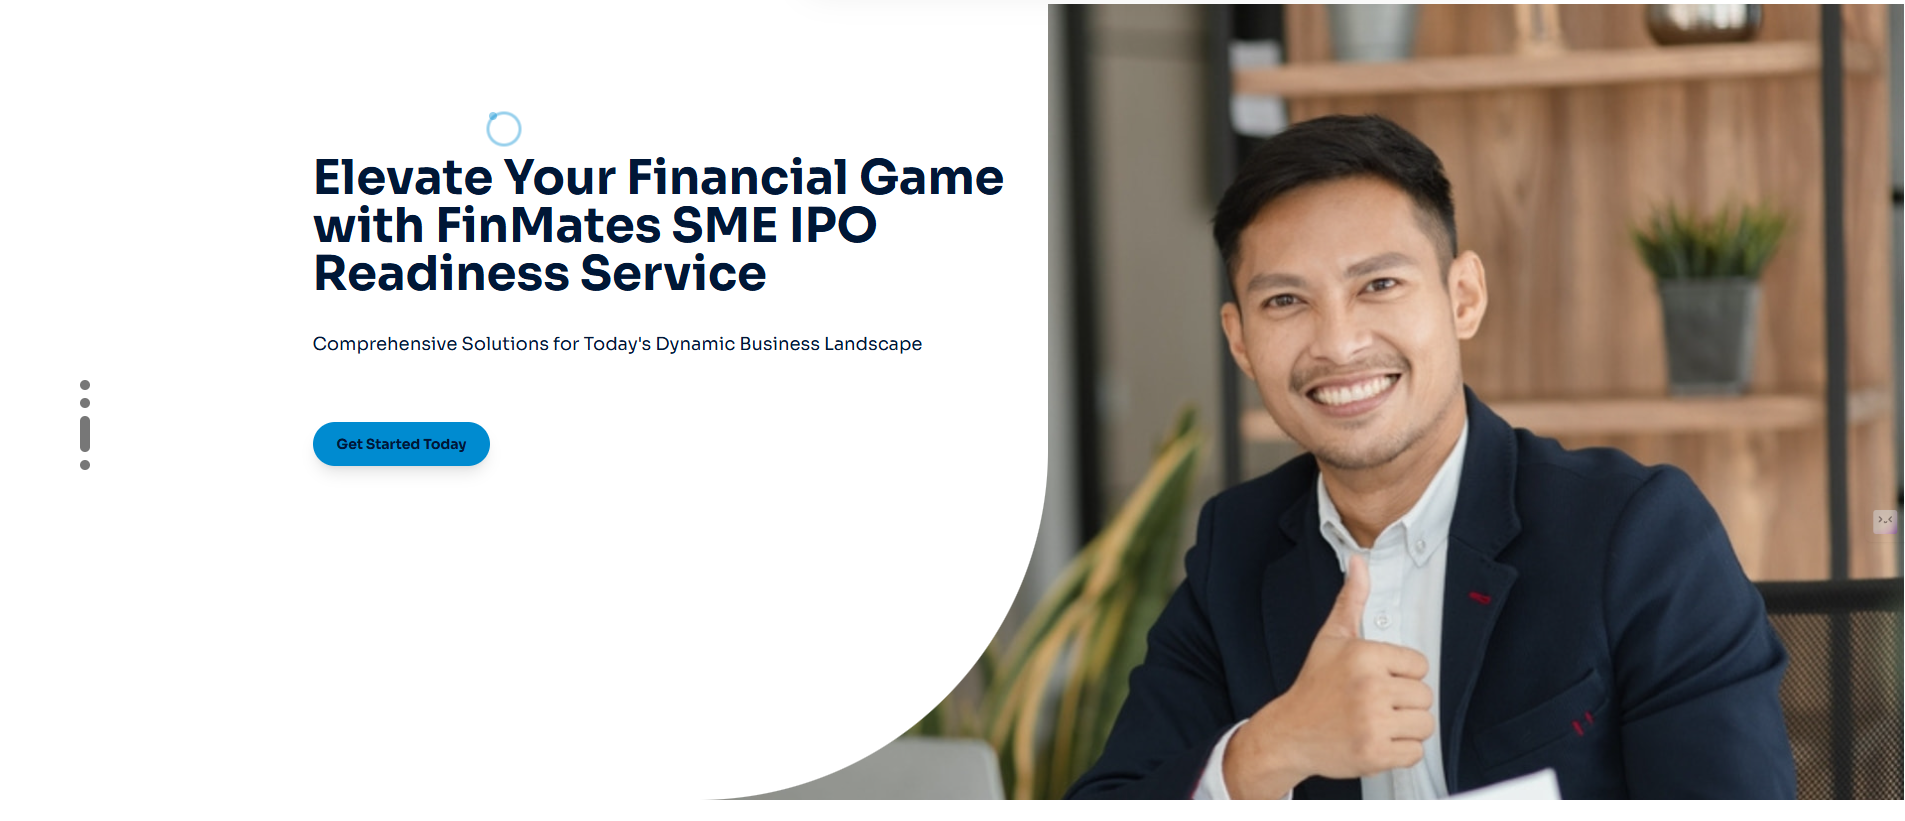 Elevate Your Financial Game
with FinMates SME IPO
Readiness Service
Comprehensive Solutions for Today's Dynamic Business Landscape
Get Started Today